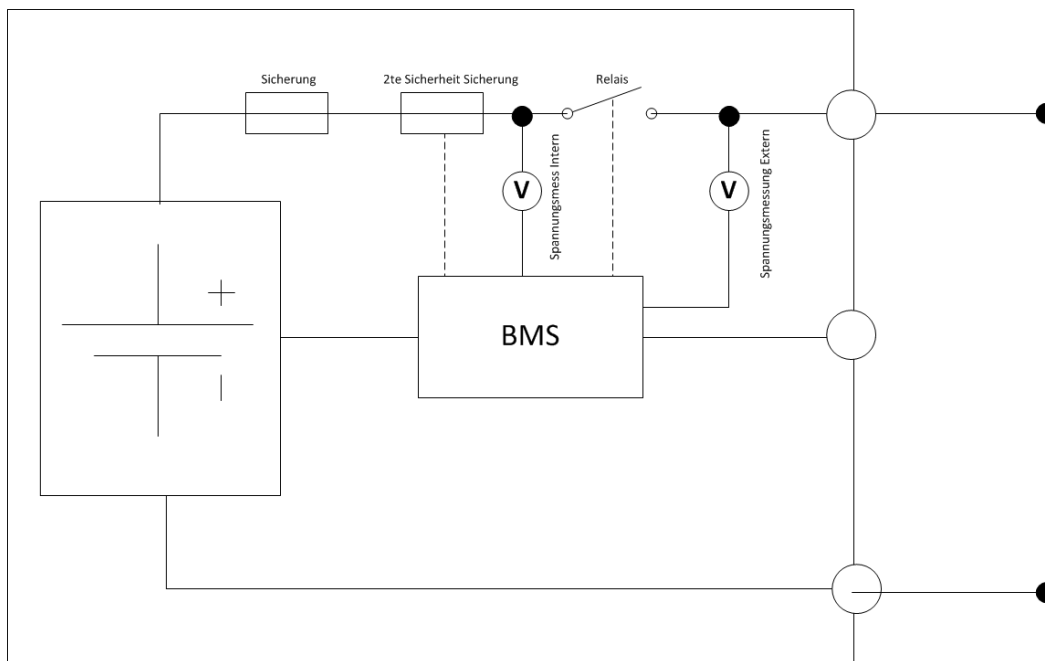 Sicherung
2te Sicherheit Sicherung
Relais
V
Spannungsmess Intern
V
Spannungsmessung Extern
+
BMS